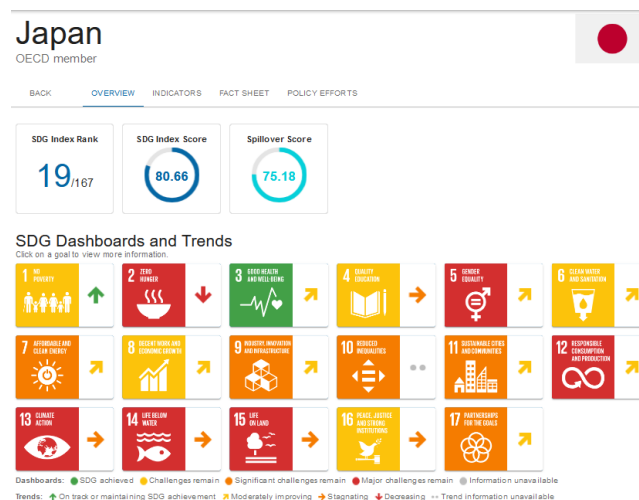 Japan
OECD member
BACK OVERVIEW INDICATORS FACT SHEET POLICY EFFORTS
SDG Index Rank
19/167
SDG Index Score
80.66
Spillover Score
75.18
SDG Dashboards and Trends
Click on a goal to view more information.
1 NO
POVERTY
2 ZERO
HUNGER
3 GOOD HEALTH
AND WELL-BEING
4 QUALITY
EDUCATION
5 GENDER
EQUALITY
6 CLEAN WATER
AND SANITATION
7 AFFORDABLE AND
CLEAN ENERGY
8 DECENT WORK AND
ECONOMIC GROWTH
9 INDUSTRY, INNOVATION
AND INFRASTRUCTURE
10 REDUCED
INEQUALITIES
11 SUSTAINABLE CITIES
AND COMMUNITIES
12 RESPONSIBLE
CONSUMPTION
AND PRODUCTION
13 CLIMATE
ACTION
14 LIFE BELOW
WATER
15 LIFE
ON LAND
16 PEACE, JUSTICE
AND STRONG
INSTITUTIONS
17 PARTNERSHIPS
FOR THE GOALS
Dashboards: SDG achieved Challenges remain Significant challenges remain Major challenges remain Information unavailable
Trends: On track or maintaining SDG achievement Moderately improving Stagnating Decreasing Trend information unavailable